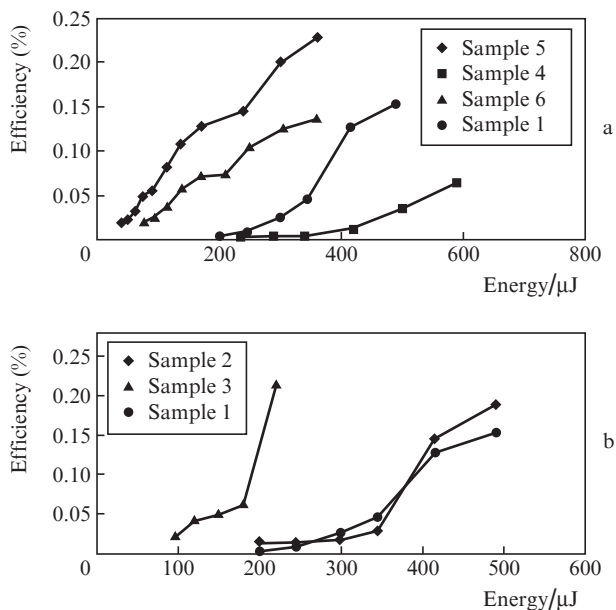 Efficiency (%)
0.25
0.20
0.15
0.10
0.05
0
200
400
600
800
Energy/μJ
Sample 5
Sample 4
Sample 6
Sample 1
a
Efficiency (%)
0.25
0.20
0.15
0.10
0.05
0
100
200
300
400
500
600
Energy/μJ
Sample 2
Sample 3
Sample 1
b